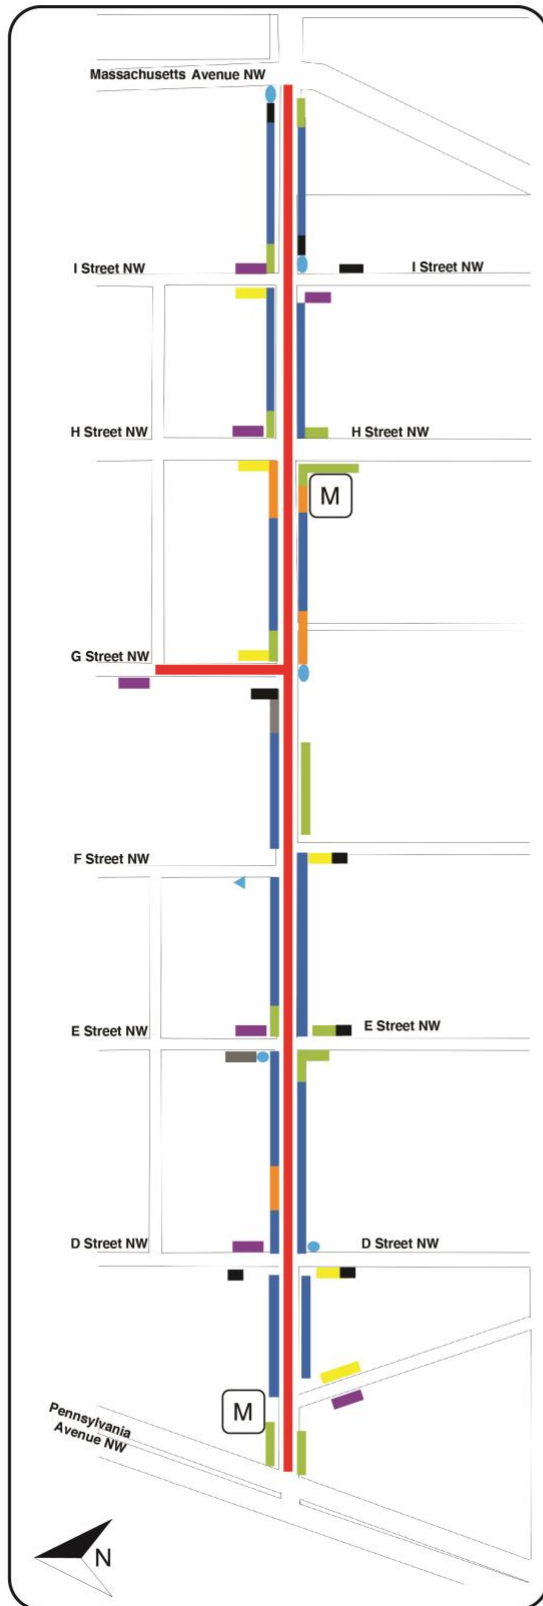 Massachusetts Avenue NW
I Street NW
I Street NW
H Street NW
H Street NW
M
G Street NW
F Street NW
E Street NW
E Street NW
D Street NW
D Street NW
M
Pennsylvania
Avenue NW
N